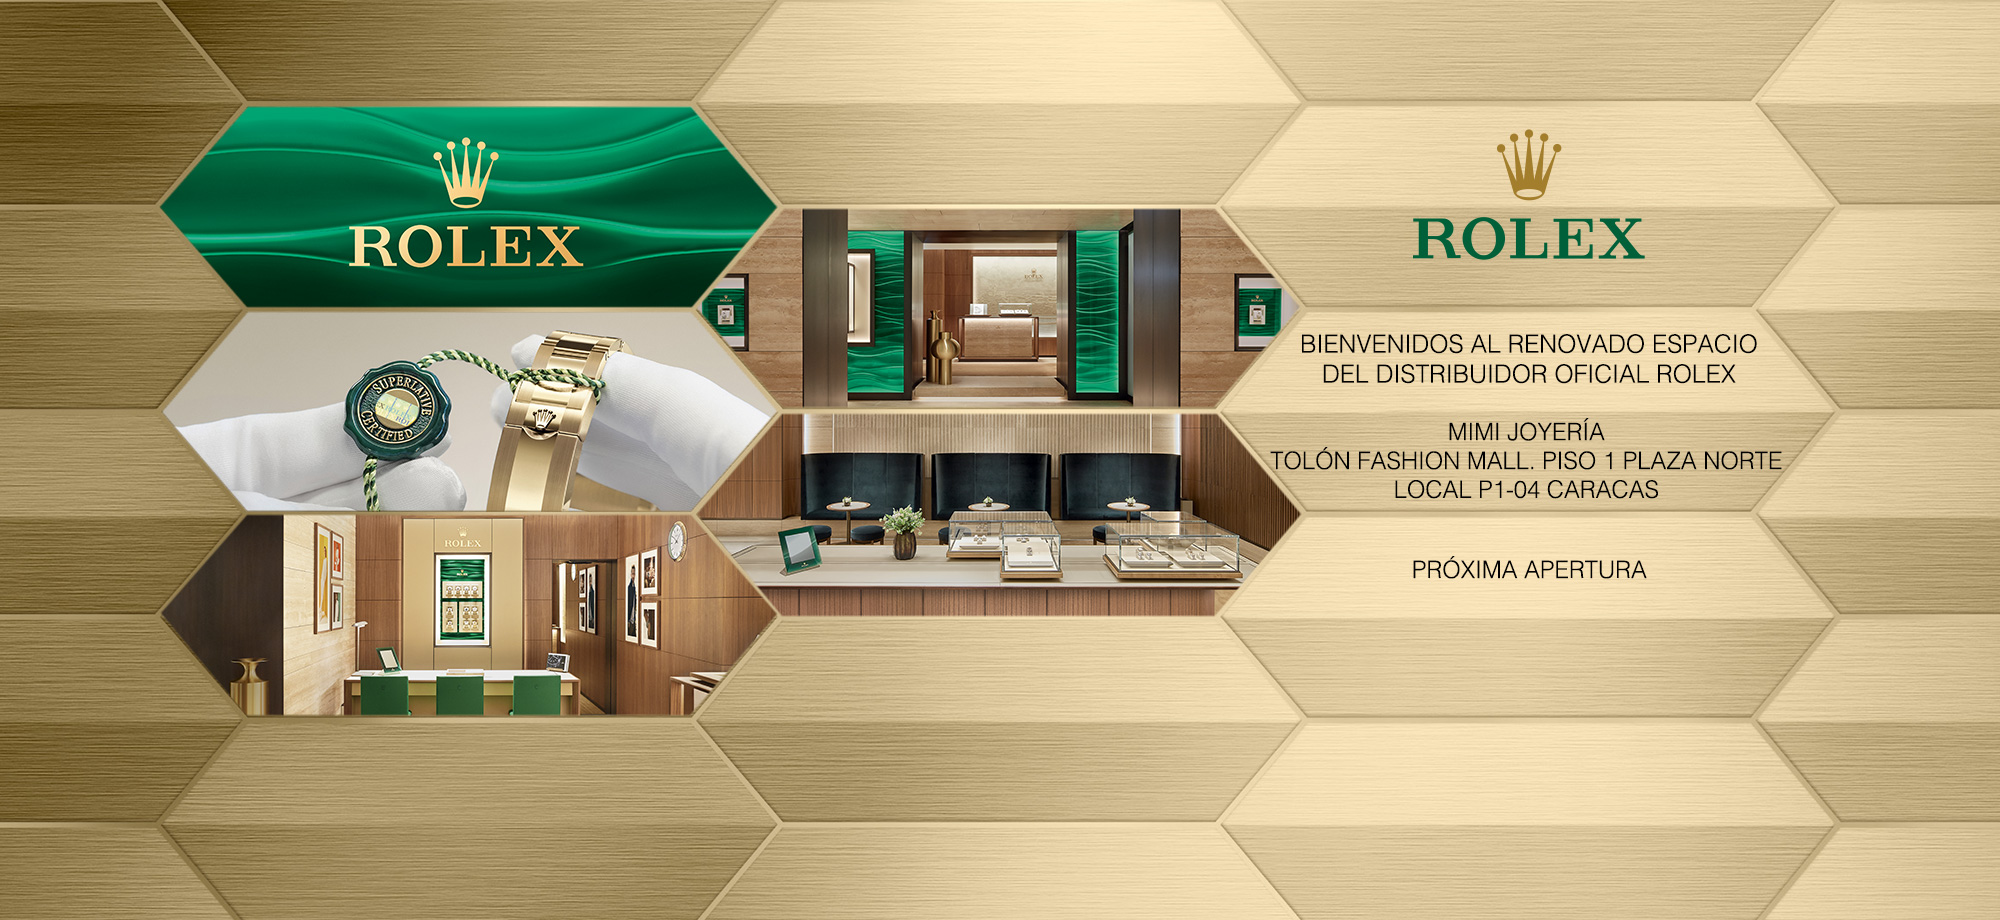 ROLEX
SUPERLATIVE
CERTIFIED
ROLEX
ROLEX
ROLEX
BIENVENIDOS AL RENOVADO ESPACIO
DEL DISTRIBUIDOR OFICIAL ROLEX
MIMI JOYERÍA
TOLÓN FASHION MALL. PISO 1 PLAZA NORTE
LOCAL P1-04 CARACAS
PRÓXIMA APERTURA